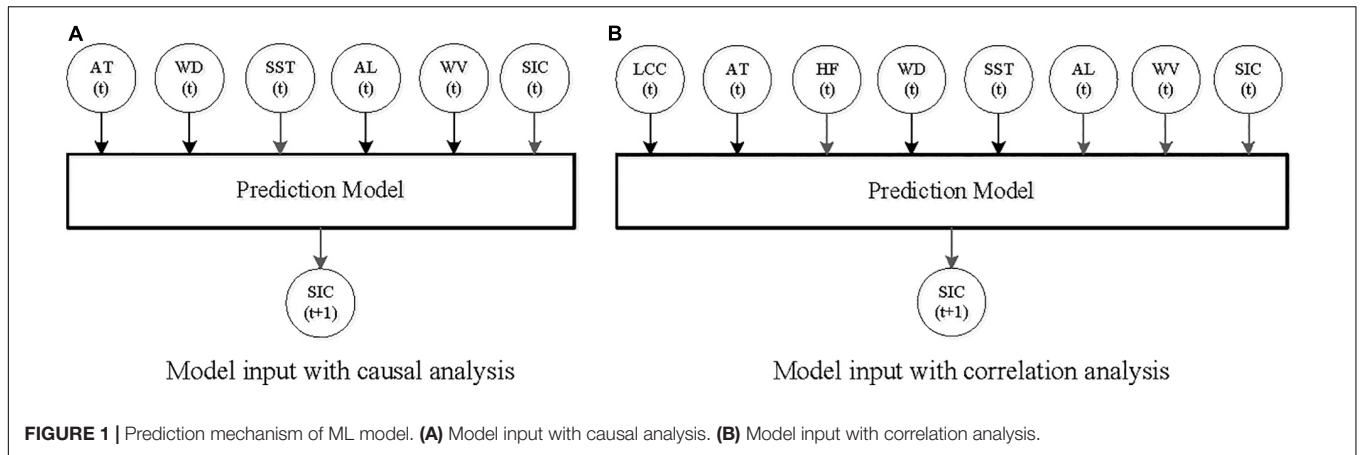 A
B
AT
(t)
WD
(t)
SST
(t)
AL
(t)
WV
(t)
SIC
(t)
LCC
(t)
AT
(t)
HF
(t)
WD
(t)
SST
(t)
AL
(t)
WV
(t)
SIC
(t)
Prediction Model
Prediction Model
SIC
(t+1)
SIC
(t+1)
Model input with causal analysis
Model input with correlation analysis
FIGURE 1 | Prediction mechanism of ML model. (A) Model input with causal analysis. (B) Model input with correlation analysis.